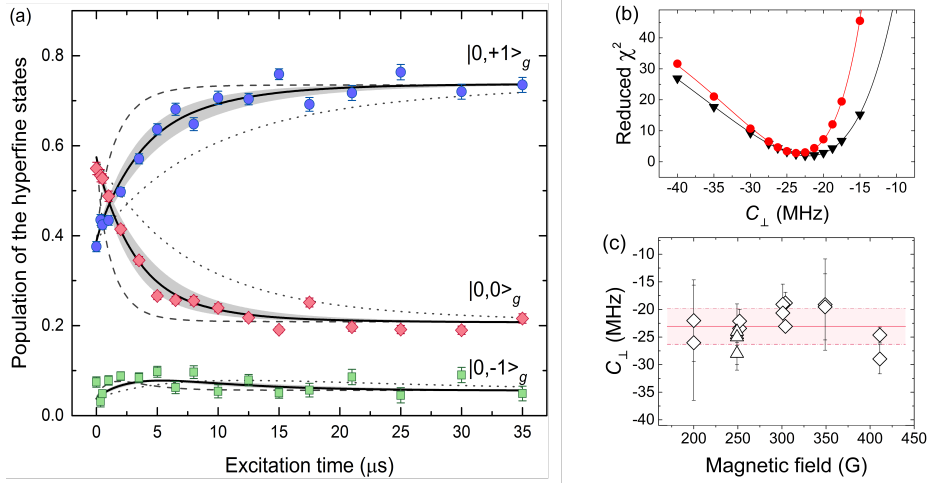 (a)
Population of the hyperfine states
0.8
0.6
0.4
0.2
0.0
|0,+1>g
|0,0>g
|0,-1>g
0 5 10 15 20 25 30 35
Excitation time (μs)
(b)
Reduced χ²
40
30
20
10
0
-40 -35 -30 -25 -20 -15 -10
C⊥ (MHz)
(c)
C⊥ (MHz)
-10
-15
-20
-25
-30
-35
-40
150 200 250 300 350 400 450
Magnetic field (G)